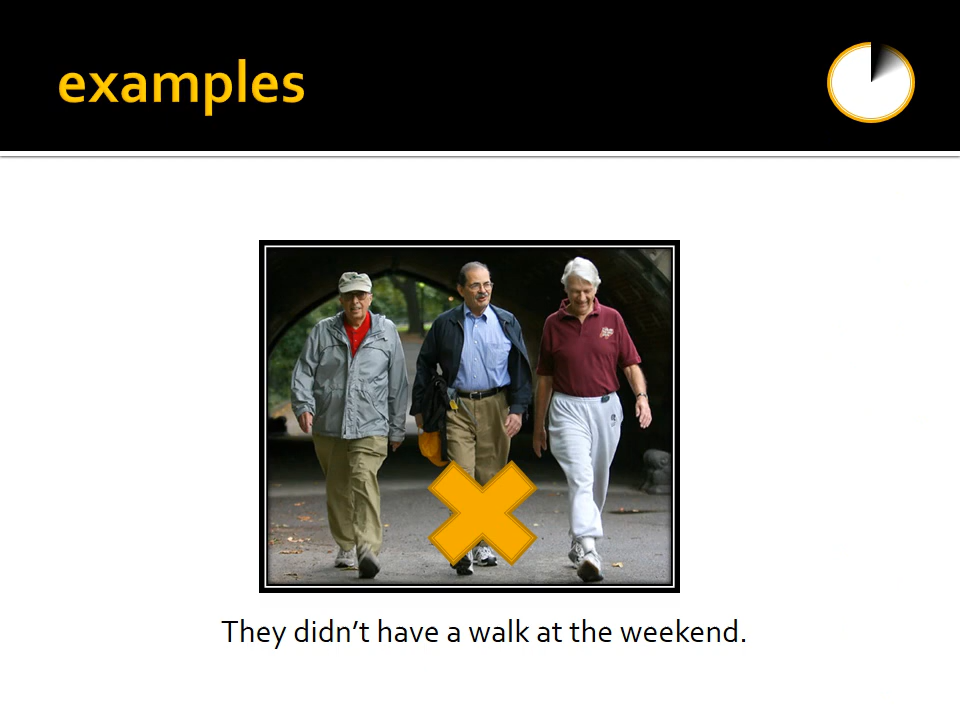 examples
They didn’t have a walk at the weekend.